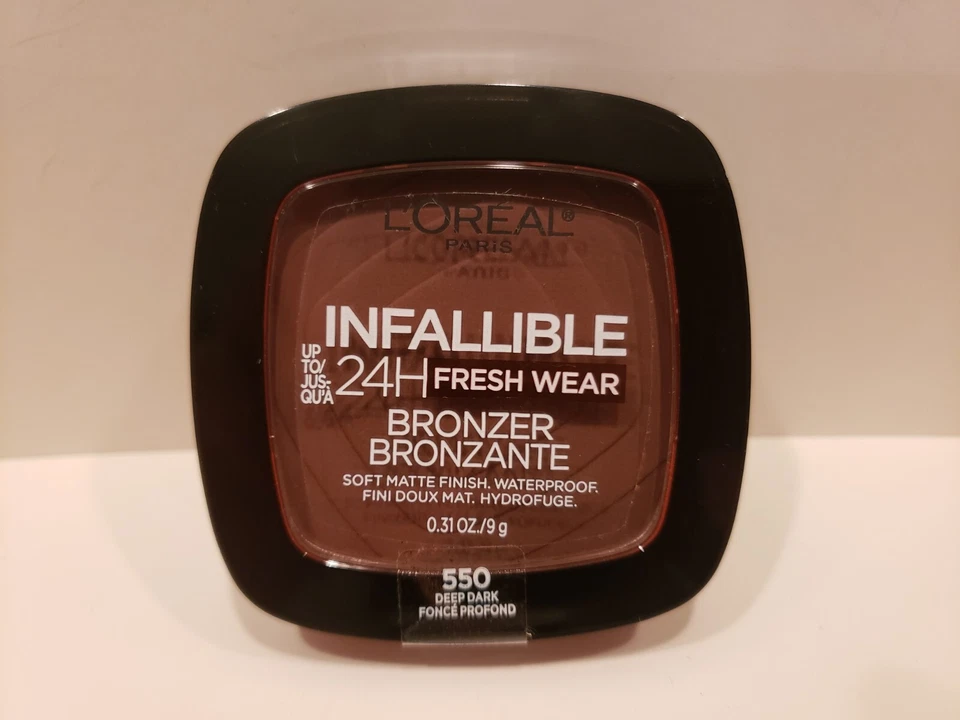 L'ORÉAL®
PARIS
INFALLIBLE
UP
TO/
JUS-
QU'À
24H FRESH WEAR
BRONZER
BRONZANTE
SOFT MATTE FINISH. WATERPROOF.
FINI DOUX MAT. HYDROFUGE.
0.31 OZ./9 g
550
DEEP DARK
FONCÉ PROFOND